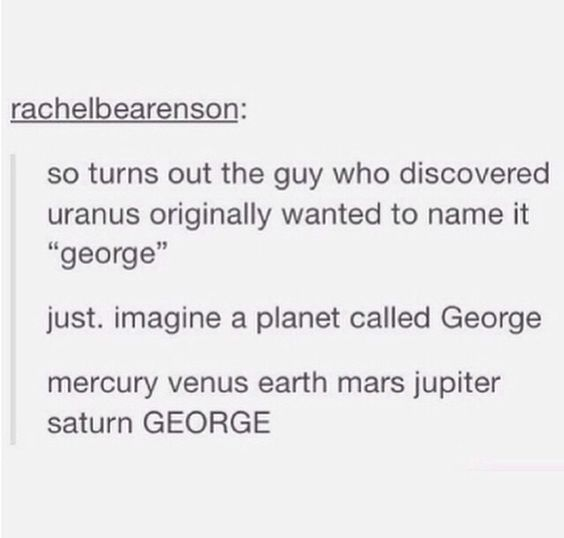 rachelbearenson:
so turns out the guy who discovered
uranus originally wanted to name it
“george”
just. imagine a planet called George
mercury venus earth mars jupiter
saturn GEORGE